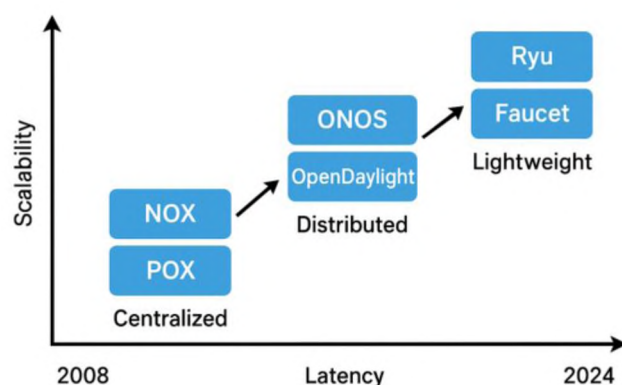 Scalability
Ryu
Faucet
Lightweight
ONOS
OpenDaylight
Distributed
NOX
POX
Centralized
2008
Latency
2024